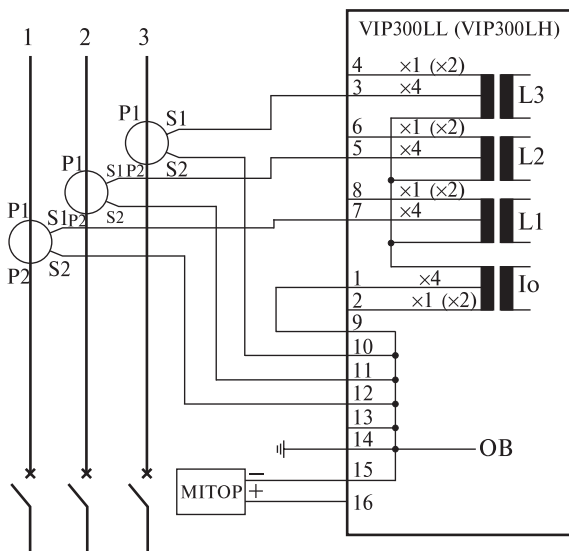 1 2 3
VIP300LL (VIP300LH)
4 ×1 (×2)
3 ×4 L3
P1 S1
S2
6 ×1 (×2)
5 ×4 L2
P1 S1 P2
S2
8 ×1 (×2)
7 ×4 L1
P1 S1 P2
P2 S2
1 ×4 Io
2 ×1 (×2)
9
10
11
12
13
14 OB
15
MITOP − +
16